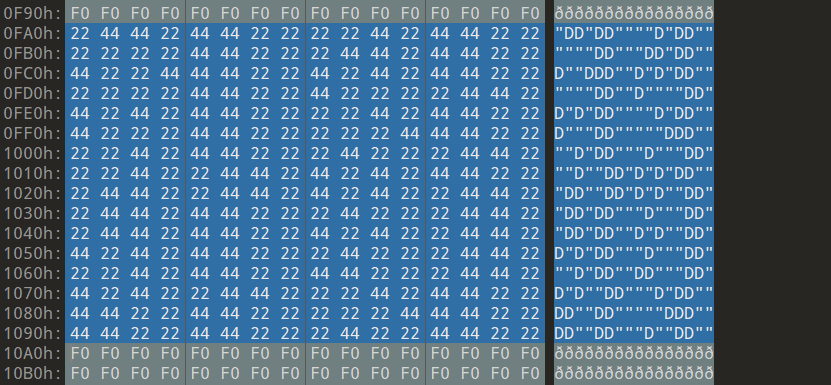 0F90h: F0 F0 F0 F0 F0 F0 F0 F0 F0 F0 F0 F0 F0 F0 F0 F0 ðððððððððððððððð
0FA0h: 22 44 44 22 44 44 22 22 22 22 44 22 44 44 22 22 "DD"DD""""D"DD""
0FB0h: 22 22 22 22 44 44 22 22 22 44 44 22 44 44 22 22 """"DD"""DD"DD""
0FC0h: 44 22 22 44 44 44 22 22 44 22 44 22 44 44 22 22 D""DDD""D"D"DD""
0FD0h: 22 22 22 22 44 44 22 22 44 22 22 22 22 44 44 22 """"DD""D""""DD"
0FE0h: 44 22 44 22 44 44 22 22 22 22 44 22 44 44 22 22 D"D"DD""""D"DD""
0FF0h: 44 22 22 22 44 44 22 22 22 22 22 44 44 44 22 22 D"""DD"""""DDD""
1000h: 22 22 44 22 44 44 22 22 22 44 22 22 22 44 44 22 ""D"DD"""D"""DD"
1010h: 22 22 44 22 22 44 44 22 44 22 44 22 44 44 22 22 ""D""DD"D"D"DD""
1020h: 22 44 44 22 22 44 44 22 44 22 44 22 22 44 44 22 "DD""DD"D"D""DD"
1030h: 22 44 44 22 44 44 22 22 22 44 22 22 22 44 44 22 "DD"DD"""D"""DD"
1040h: 22 44 44 22 44 44 22 22 44 22 44 22 22 44 44 22 "DD"DD""D"D""DD"
1050h: 44 22 44 22 44 44 22 22 22 44 22 22 22 44 44 22 D"D"DD"""D"""DD"
1060h: 22 22 44 22 44 44 22 22 44 44 22 22 22 44 44 22 ""D"DD""DD"""DD"
1070h: 44 22 44 22 22 44 44 22 22 22 44 22 44 44 22 22 D"D""DD"""D"DD""
1080h: 44 44 22 22 44 44 22 22 22 22 22 44 44 44 22 22 DD""DD"""""DDD""
1090h: 44 44 22 22 44 44 22 22 22 44 22 22 44 44 22 22 DD""DD"""D""DD""
10A0h: F0 F0 F0 F0 F0 F0 F0 F0 F0 F0 F0 F0 F0 F0 F0 F0 ðððððððððððððððð
10B0h: F0 F0 F0 F0 F0 F0 F0 F0 F0 F0 F0 F0 F0 F0 F0 F0 ðððððððððððððððð